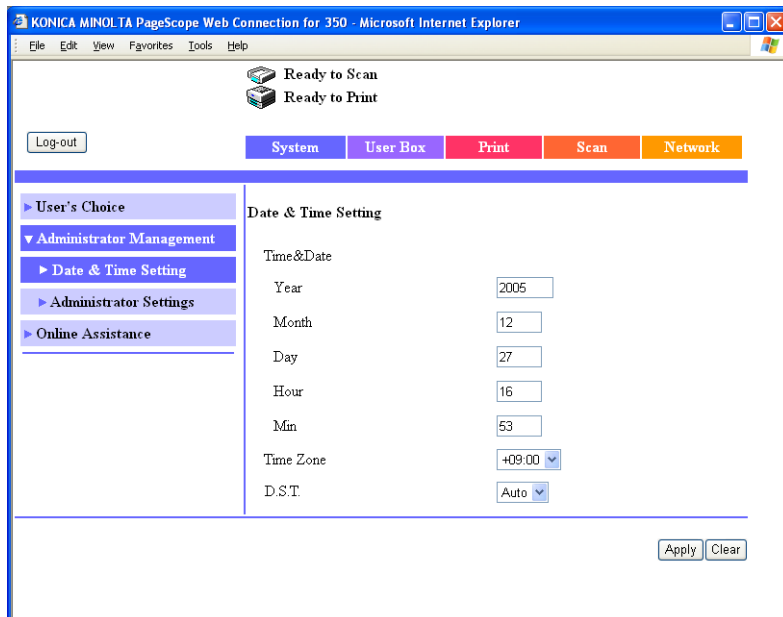 KONICA MINOLTA PageScope Web Connection for 350 - Microsoft Internet Explorer
File Edit View Favorites Tools Help
Ready to Scan
Ready to Print
Log-out
System User Box Print Scan Network
User's Choice
Administrator Management
Date & Time Setting
Administrator Settings
Online Assistance
Date & Time Setting
Time&Date
Year 2005
Month 12
Day 27
Hour 16
Min 53
Time Zone +09:00
D.S.T. Auto
Apply Clear